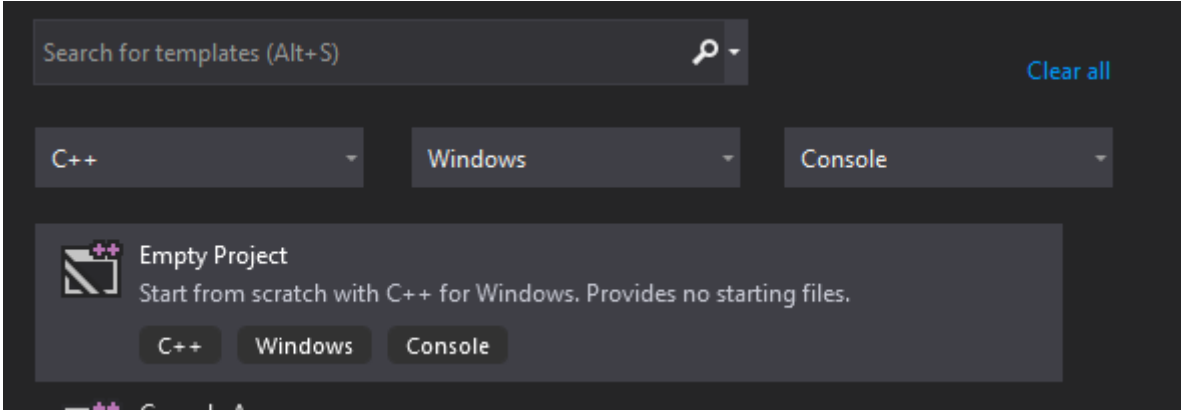 Search for templates (Alt+S)
Clear all
C++ Windows Console
Empty Project
Start from scratch with C++ for Windows. Provides no starting files.
C++ Windows Console